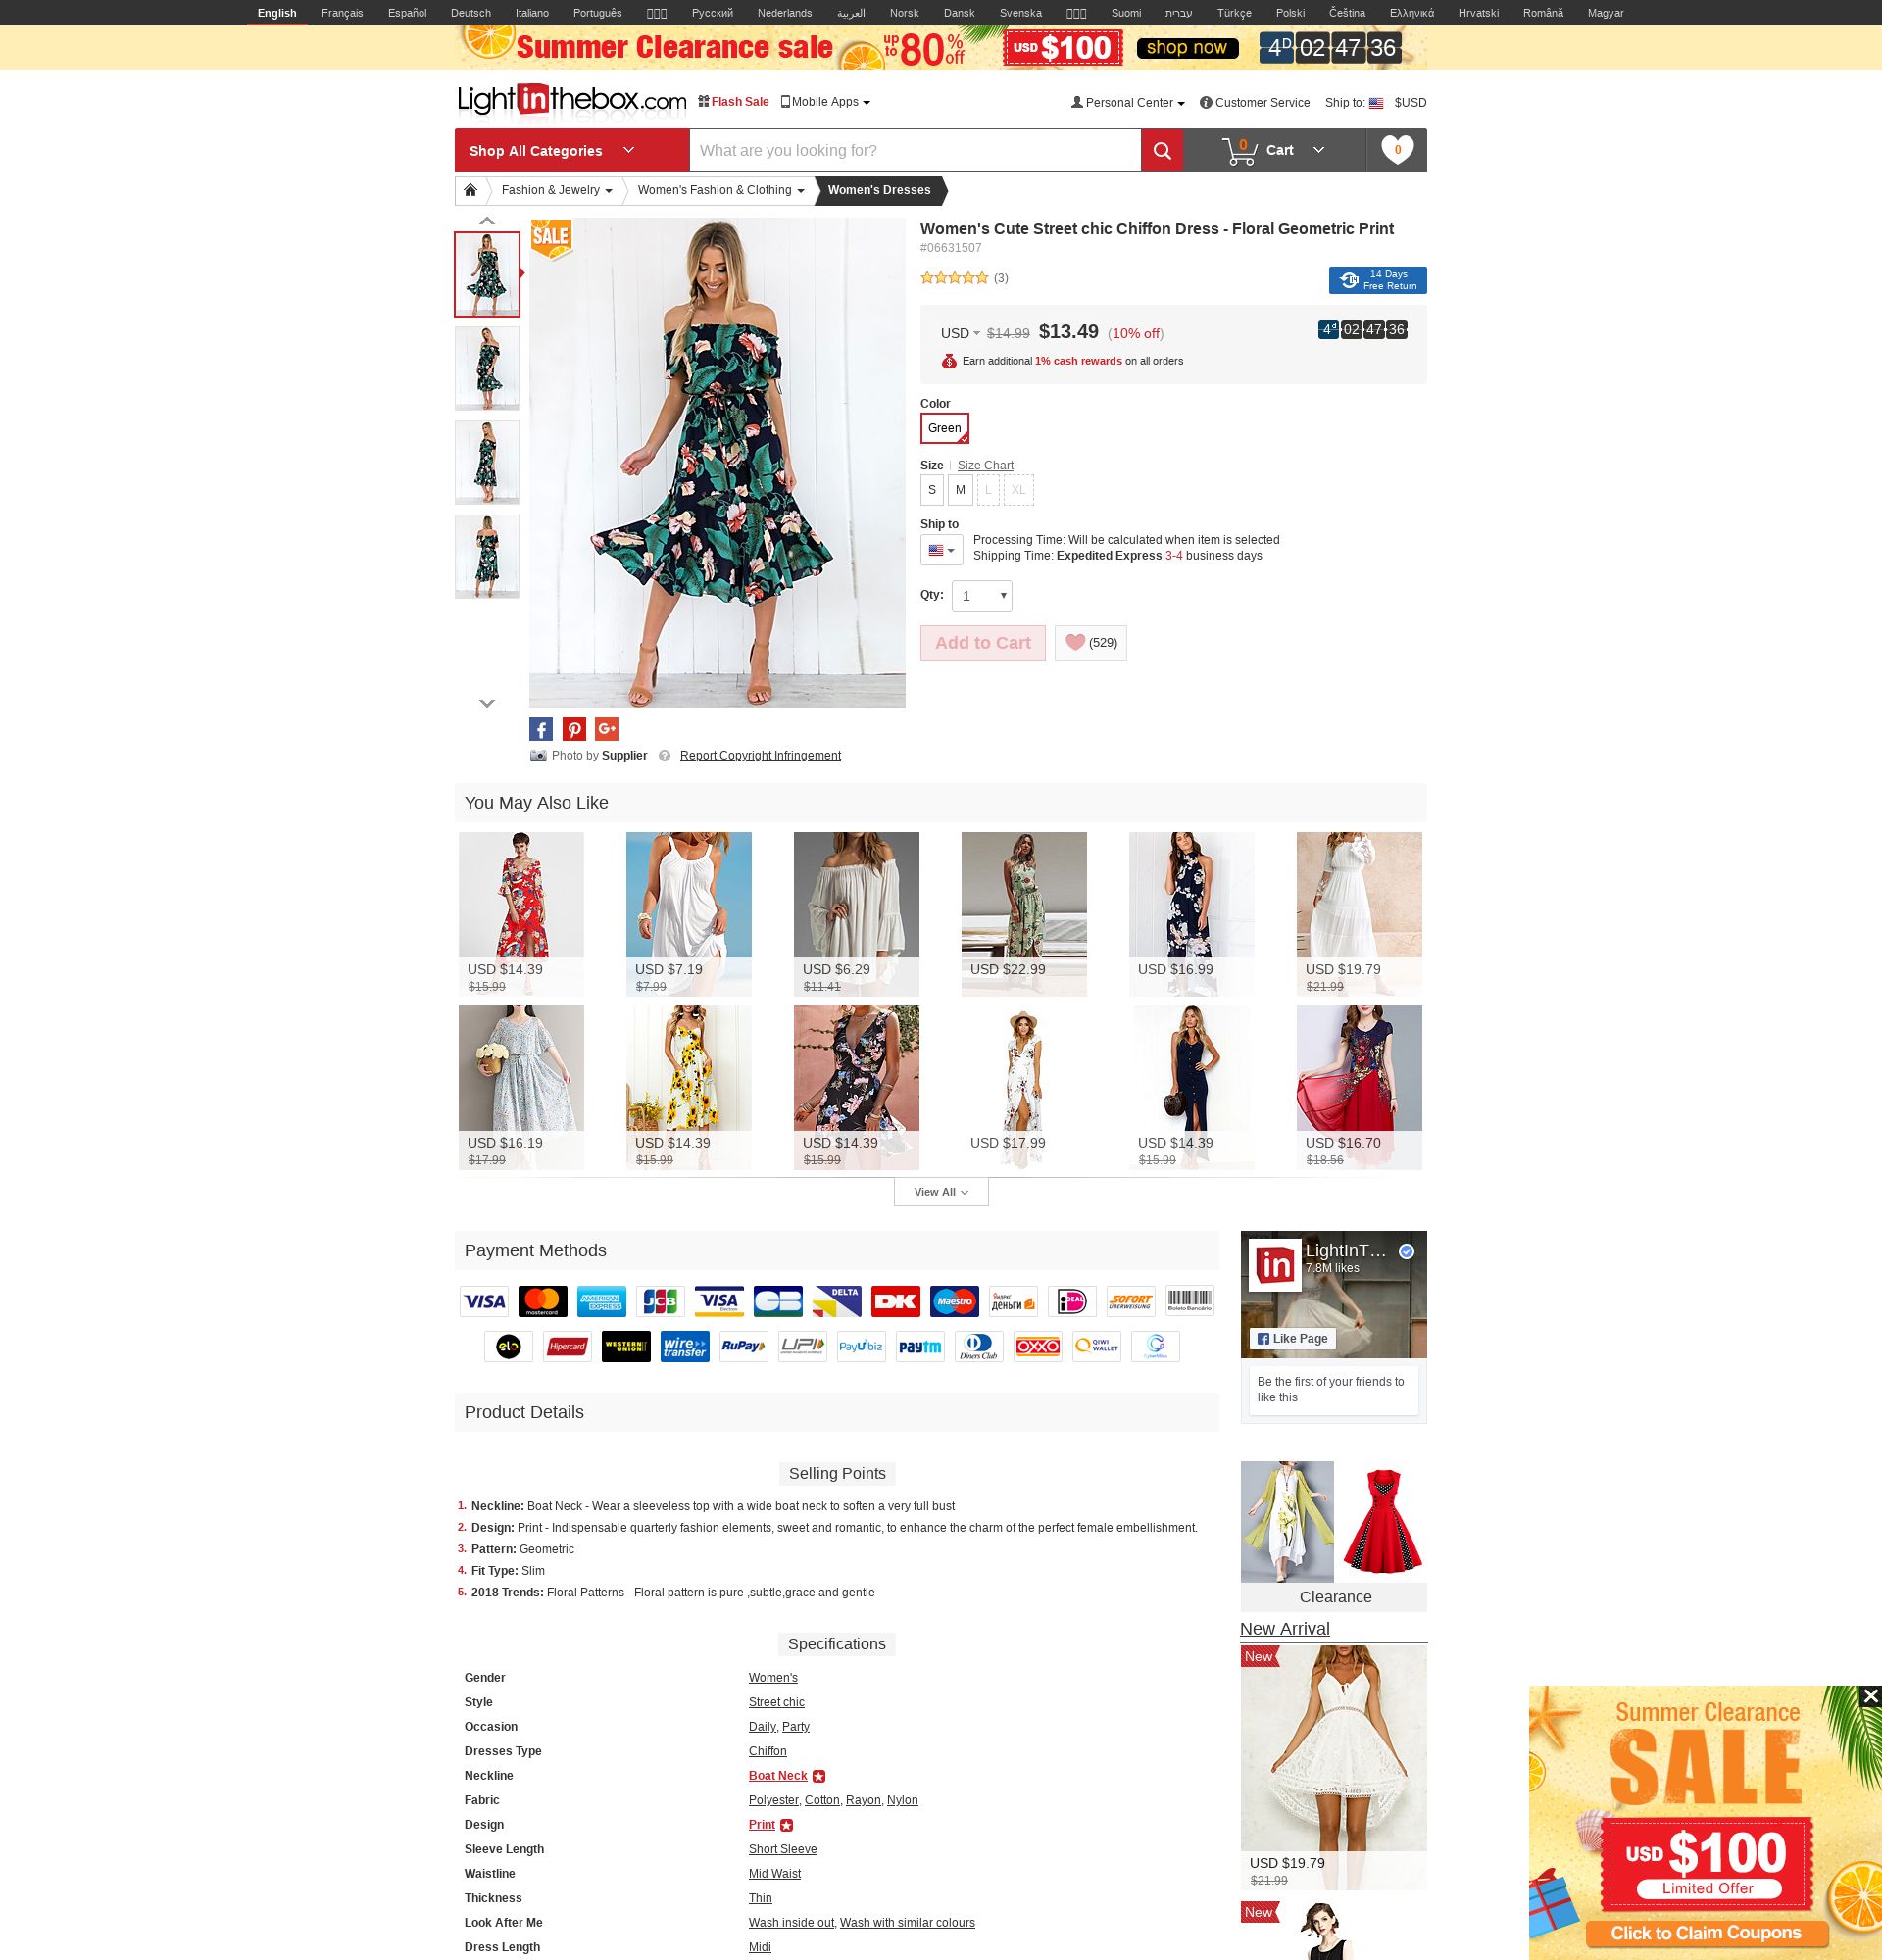 English Français Español Deutsch Italiano Português Русский Nederlands العربية Norsk Dansk Svenska Suomi עברית Türkçe Polski Čeština Ελληνικά Hrvatski Română Magyar
Summer Clearance sale up to 80% off USD $100 shop now 4D 02 47 36
Lightinthebox.com Flash Sale Mobile Apps Personal Center Customer Service Ship to: $USD
Shop All Categories What are you looking for? 0 Cart 0
Fashion & Jewelry Women's Fashion & Clothing Women's Dresses
SALE
Women's Cute Street chic Chiffon Dress - Floral Geometric Print
#06631507
(3)
14 Days
Free Return
USD $14.99 $13.49 (10% off) 4d 02 47 36
Earn additional 1% cash rewards on all orders
Color
Green
Size Size Chart
S M L XL
Ship to
Processing Time: Will be calculated when item is selected
Shipping Time: Expedited Express 3-4 business days
Qty: 1
Add to Cart (529)
Photo by Supplier Report Copyright Infringement
You May Also Like
USD $14.39 USD $7.19 USD $6.29 USD $22.99 USD $16.99 USD $19.79
$15.99 $7.99 $11.41 $21.99
USD $16.19 USD $14.39 USD $14.39 USD $17.99 USD $14.39 USD $16.70
$17.99 $15.99 $15.99 $15.99 $18.56
View All
Payment Methods
VISA mastercard AMERICAN EXPRESS JCB VISA Electron CB DELTA DK Maestro Яндекс деньги iDEAL SOFORT ÜBERWEISUNG Boleto Bancário
elo Hipercard WESTERN UNION wire transfer RuPay UPI PayUbiz paytm Diners Club OXXO QIWI WALLET
LightInT…
7.8M likes
Like Page
Be the first of your friends to
like this
Product Details
Selling Points
1. Neckline: Boat Neck - Wear a sleeveless top with a wide boat neck to soften a very full bust
2. Design: Print - Indispensable quarterly fashion elements, sweet and romantic, to enhance the charm of the perfect female embellishment.
3. Pattern: Geometric
4. Fit Type: Slim
5. 2018 Trends: Floral Patterns - Floral pattern is pure ,subtle,grace and gentle
Clearance
New Arrival
New
USD $19.79
$21.99
New
Specifications
Gender Women's
Style Street chic
Occasion Daily, Party
Dresses Type Chiffon
Neckline Boat Neck
Fabric Polyester, Cotton, Rayon, Nylon
Design Print
Sleeve Length Short Sleeve
Waistline Mid Waist
Thickness Thin
Look After Me Wash inside out, Wash with similar colours
Dress Length Midi
Summer Clearance
SALE
USD $100
Limited Offer
Click to Claim Coupons